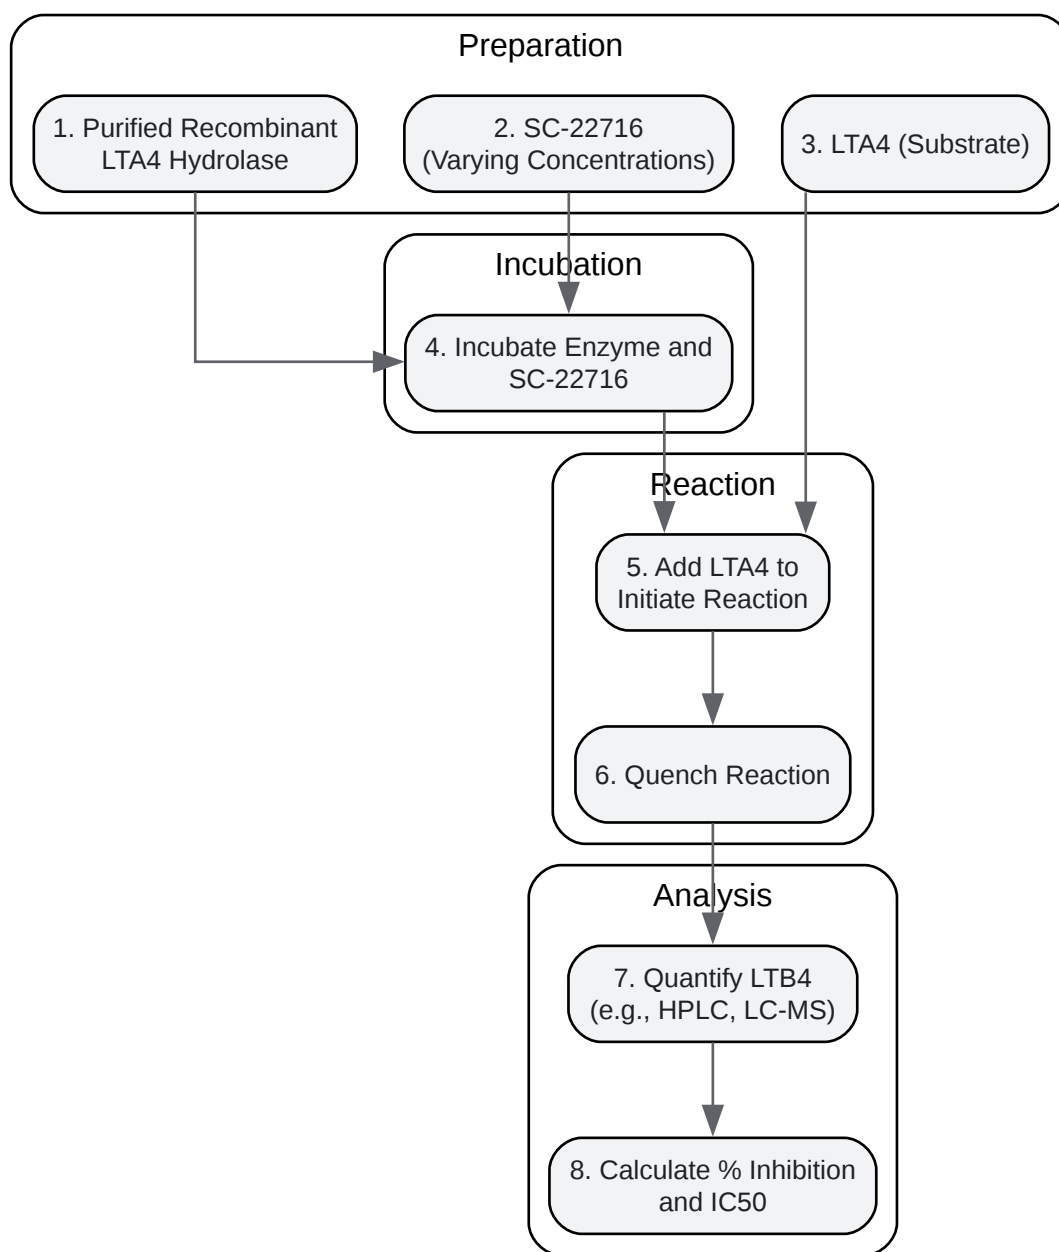 Preparation
1. Purified Recombinant
LTA4 Hydrolase
2. SC-22716
(Varying Concentrations)
3. LTA4 (Substrate)
Incubation
4. Incubate Enzyme and
SC-22716
Reaction
5. Add LTA4 to
Initiate Reaction
6. Quench Reaction
Analysis
7. Quantify LTB4
(e.g., HPLC, LC-MS)
8. Calculate % Inhibition
and IC50